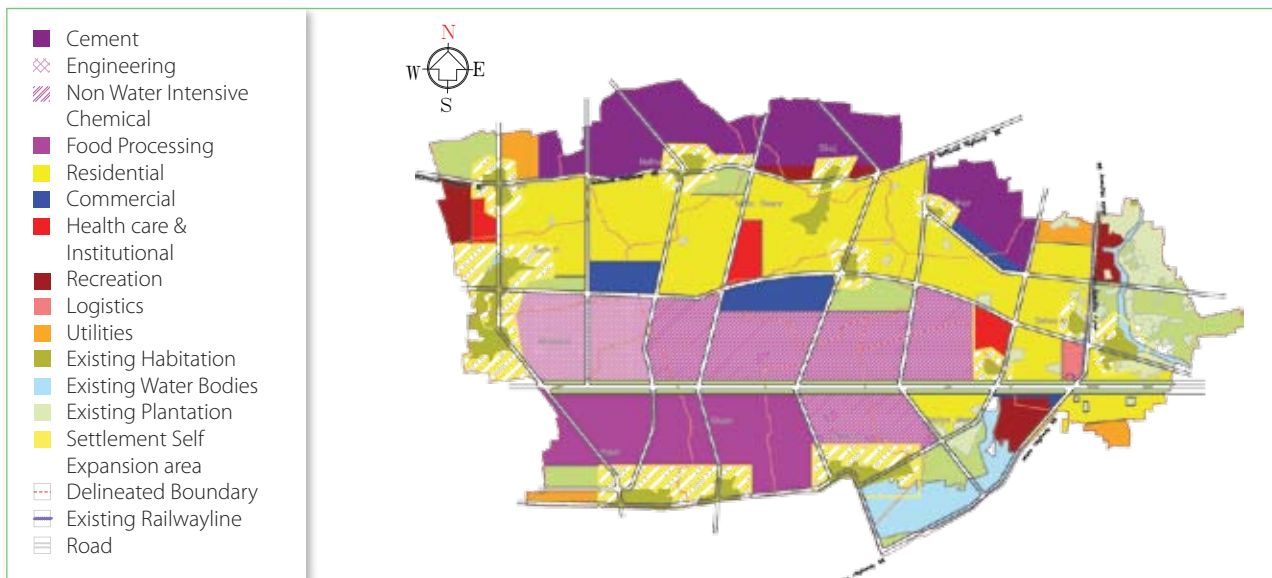 Cement
Engineering
Non Water Intensive
Chemical
Food Processing
Residential
Commercial
Health care &
Institutional
Recreation
Logistics
Utilities
Existing Habitation
Existing Water Bodies
Existing Plantation
Settlement Self
Expansion area
Delineated Boundary
Existing Railwayline
Road
N
W E
S